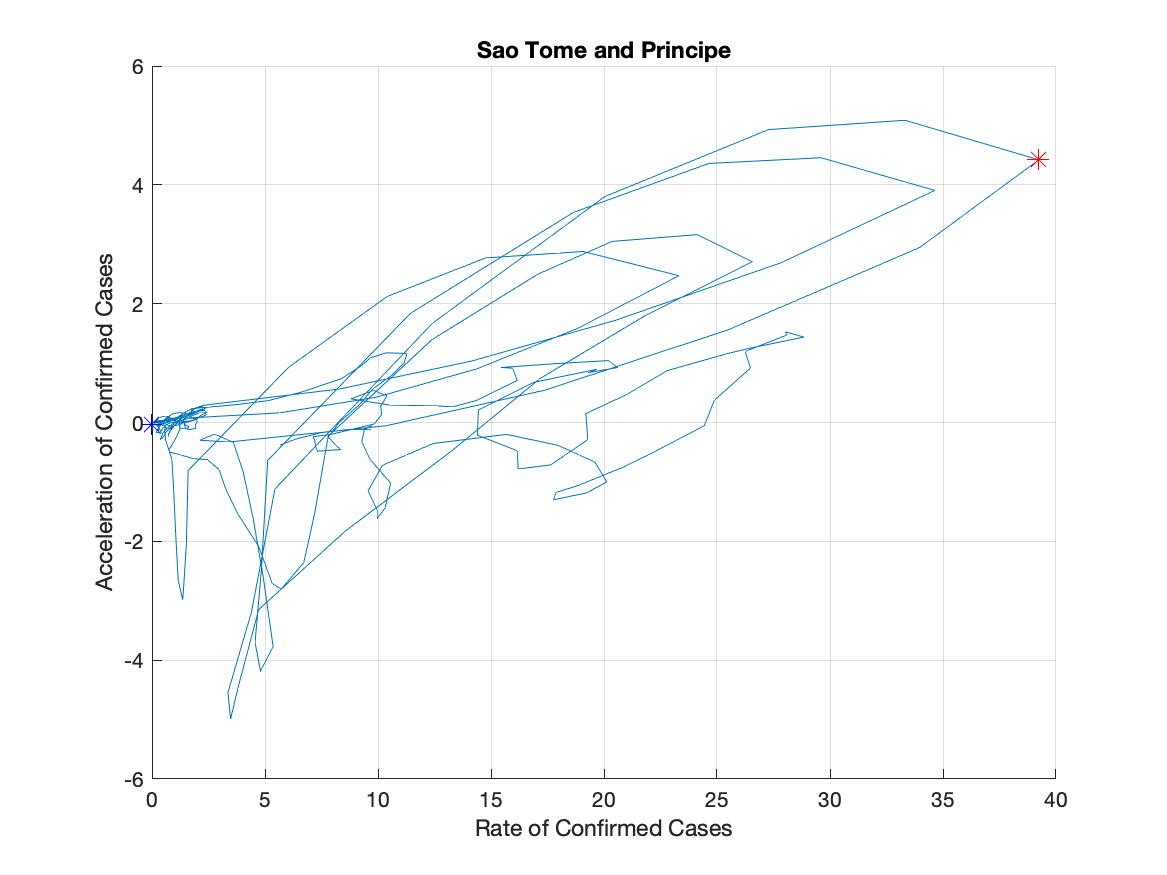 Sao Tome and Principe
6
4
2
0
-2
-4
-6
Acceleration of Confirmed Cases
0 5 10 15 20 25 30 35 40
Rate of Confirmed Cases